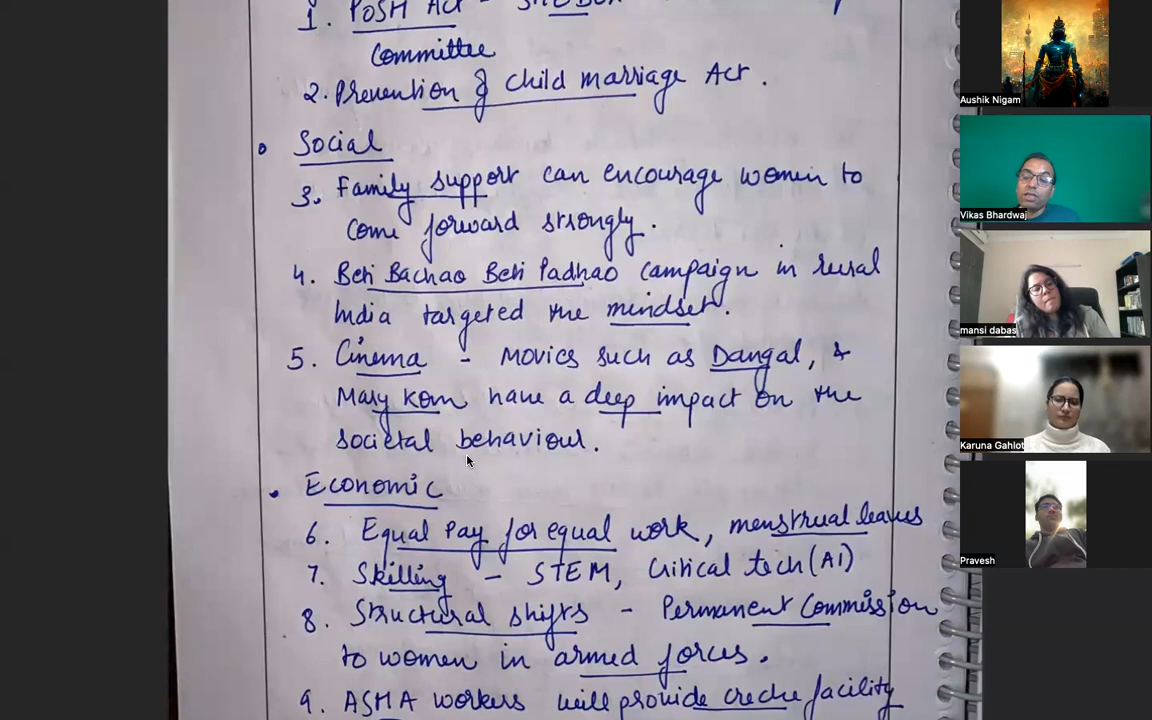 1. POSH Act -
Committee
2. Prevention of child marriage Act.
Social
3. Family support can encourage women to
come forward strongly.
4. Beti Bachao Beti Padhao campaign in rural
India targeted the mindset.
5. Cinema - Movies such as Dangal, &
Mary Kom have a deep impact on the
societal behaviour.
Economic
6. Equal Pay for equal work, menstrual leaves
7. Skilling - STEM, Critical tech (AI)
8. Structural shifts - Permanent Commission
to women in armed forces.
9. ASHA workers will provide creche facility
Aushik Nigam
Vikas Bhardwaj
mansi dabas
Karuna Gahlot
Pravesh